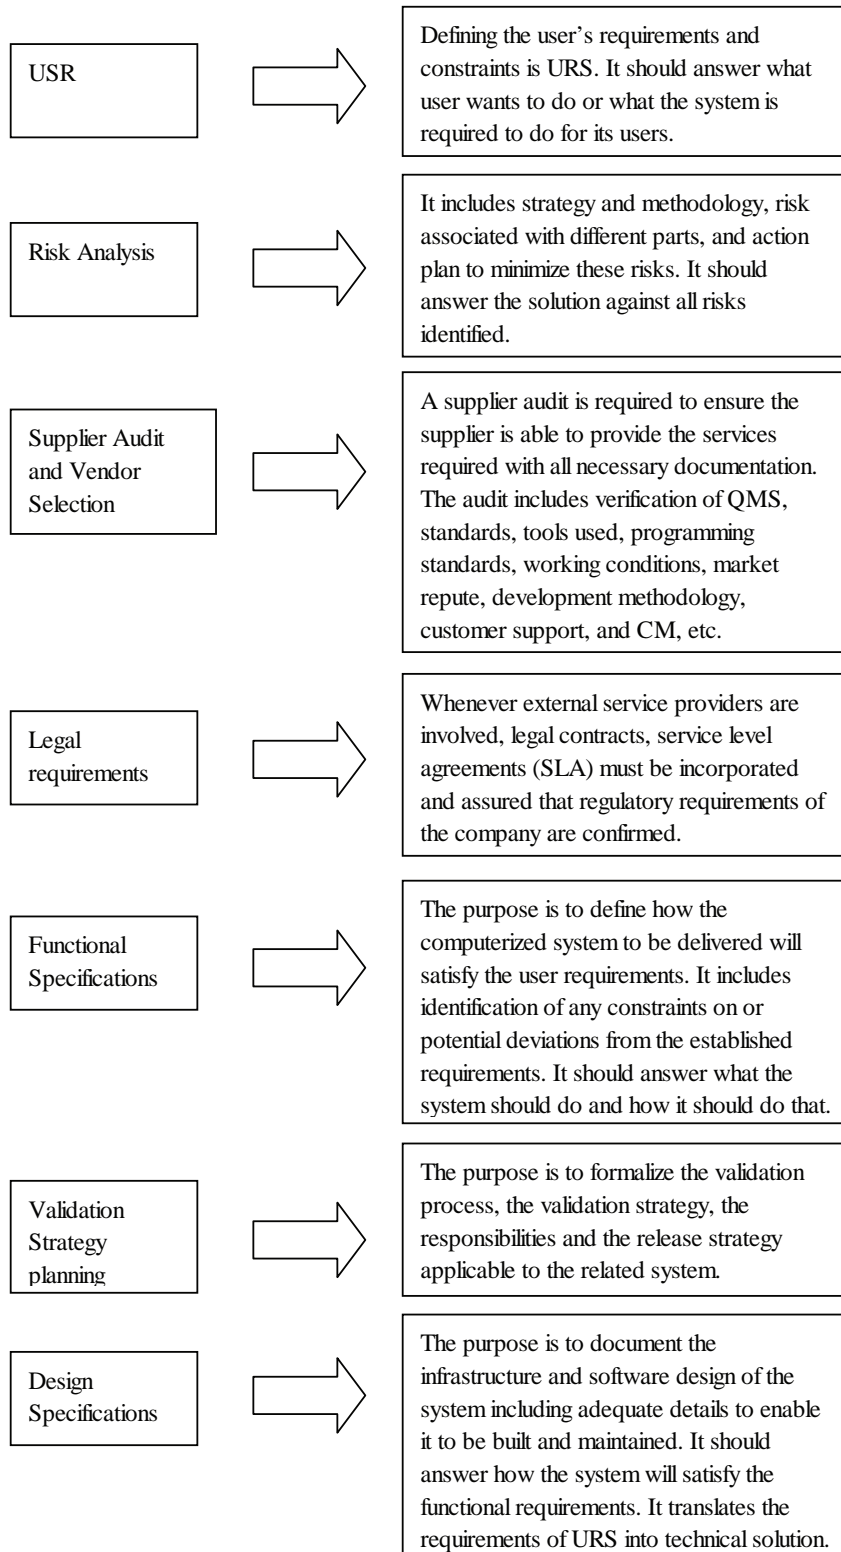 USR
Defining the user's requirements and
constraints is URS. It should answer what
user wants to do or what the system is
required to do for its users.
Risk Analysis
It includes strategy and methodology, risk
associated with different parts, and action
plan to minimize these risks. It should
answer the solution against all risks
identified.
Supplier Audit
and Vendor
Selection
A supplier audit is required to ensure the
supplier is able to provide the services
required with all necessary documentation.
The audit includes verification of QMS,
standards, tools used, programming
standards, working conditions, market
repute, development methodology,
customer support, and CM, etc.
Legal
requirements
Whenever external service providers are
involved, legal contracts, service level
agreements (SLA) must be incorporated
and assured that regulatory requirements of
the company are confirmed.
Functional
Specifications
The purpose is to define how the
computerized system to be delivered will
satisfy the user requirements. It includes
identification of any constraints on or
potential deviations from the established
requirements. It should answer what the
system should do and how it should do that.
Validation
Strategy
planning
The purpose is to formalize the validation
process, the validation strategy, the
responsibilities and the release strategy
applicable to the related system.
Design
Specifications
The purpose is to document the
infrastructure and software design of the
system including adequate details to enable
it to be built and maintained. It should
answer how the system will satisfy the
functional requirements. It translates the
requirements of URS into technical solution.